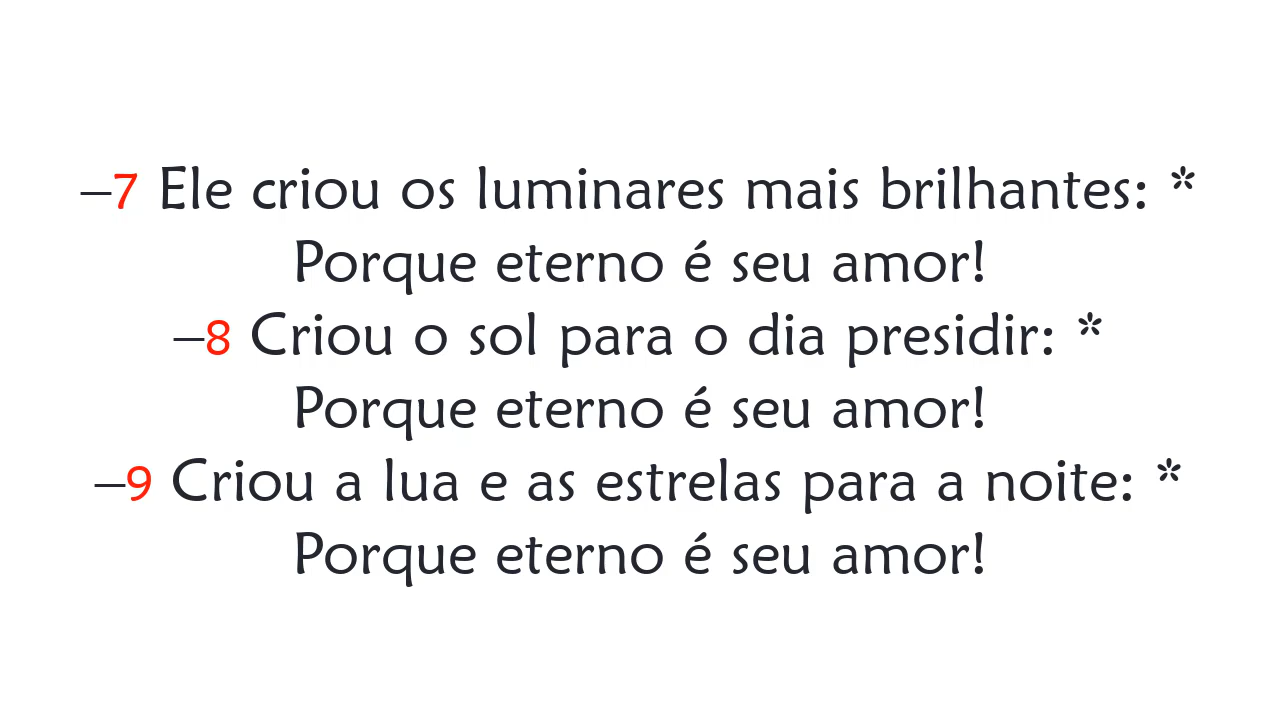 –7 Ele criou os luminares mais brilhantes: *
Porque eterno é seu amor!
–8 Criou o sol para o dia presidir: *
Porque eterno é seu amor!
–9 Criou a lua e as estrelas para a noite: *
Porque eterno é seu amor!